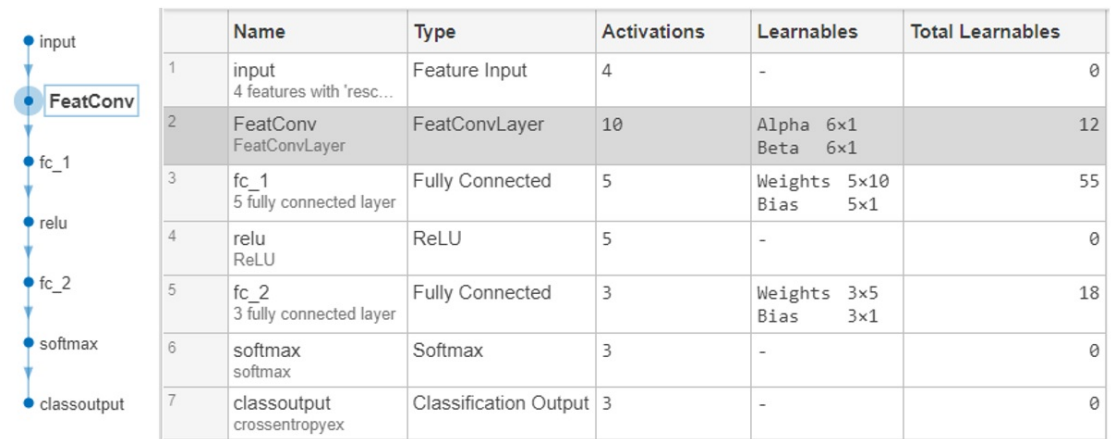 input
FeatConv
fc_1
relu
fc_2
softmax
classoutput
Name Type Activations Learnables Total Learnables
1 input Feature Input 4 - 0
4 features with 'resc...
2 FeatConv FeatConvLayer 10 Alpha 6×1 12
FeatConvLayer Beta 6×1
3 fc_1 Fully Connected 5 Weights 5×10 55
5 fully connected layer Bias 5×1
4 relu ReLU 5 - 0
ReLU
5 fc_2 Fully Connected 3 Weights 3×5 18
3 fully connected layer Bias 3×1
6 softmax Softmax 3 - 0
softmax
7 classoutput Classification Output 3 - 0
crossentropyex